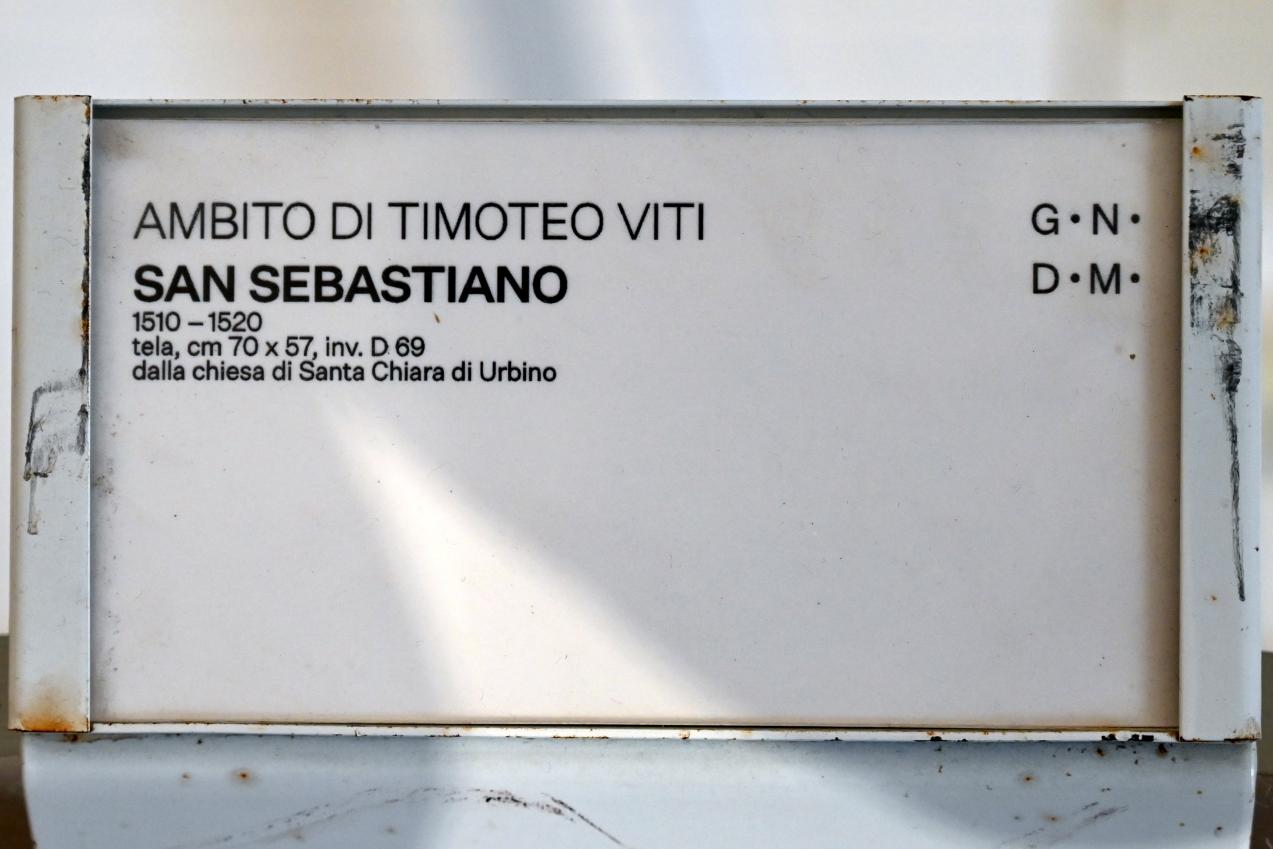 AMBITO DI TIMOTEO VITI
SAN SEBASTIANO
1510 – 1520
tela, cm 70 x 57, inv. D 69
dalla chiesa di Santa Chiara di Urbino
G•N•
D•M•